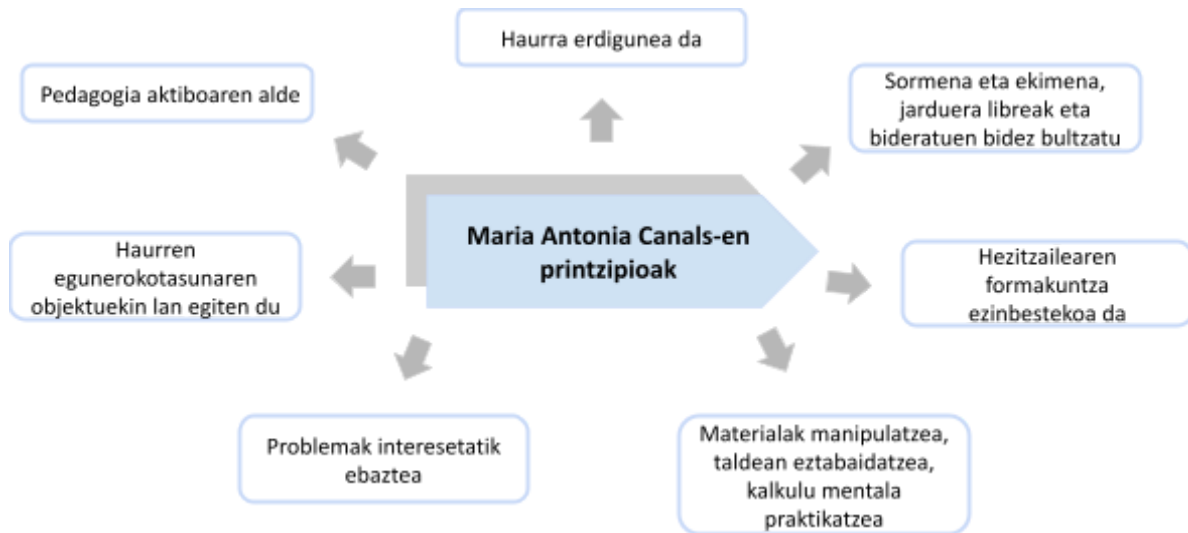 Haurra erdigunea da
Pedagogia aktiboaren alde
Sormena eta ekimena,
jarduera libreak eta
bideratuen bidez bultzatu
Maria Antonia Canals-en
printzipioak
Haurren
egunerokotasunaren
objektuekin lan egiten du
Hezitzailearen
formakuntza
ezinbestekoa da
Problemak interesetatik
ebaztea
Materialak manipulatzea,
taldean eztabaidatzea,
kalkulu mentala
praktikatzea